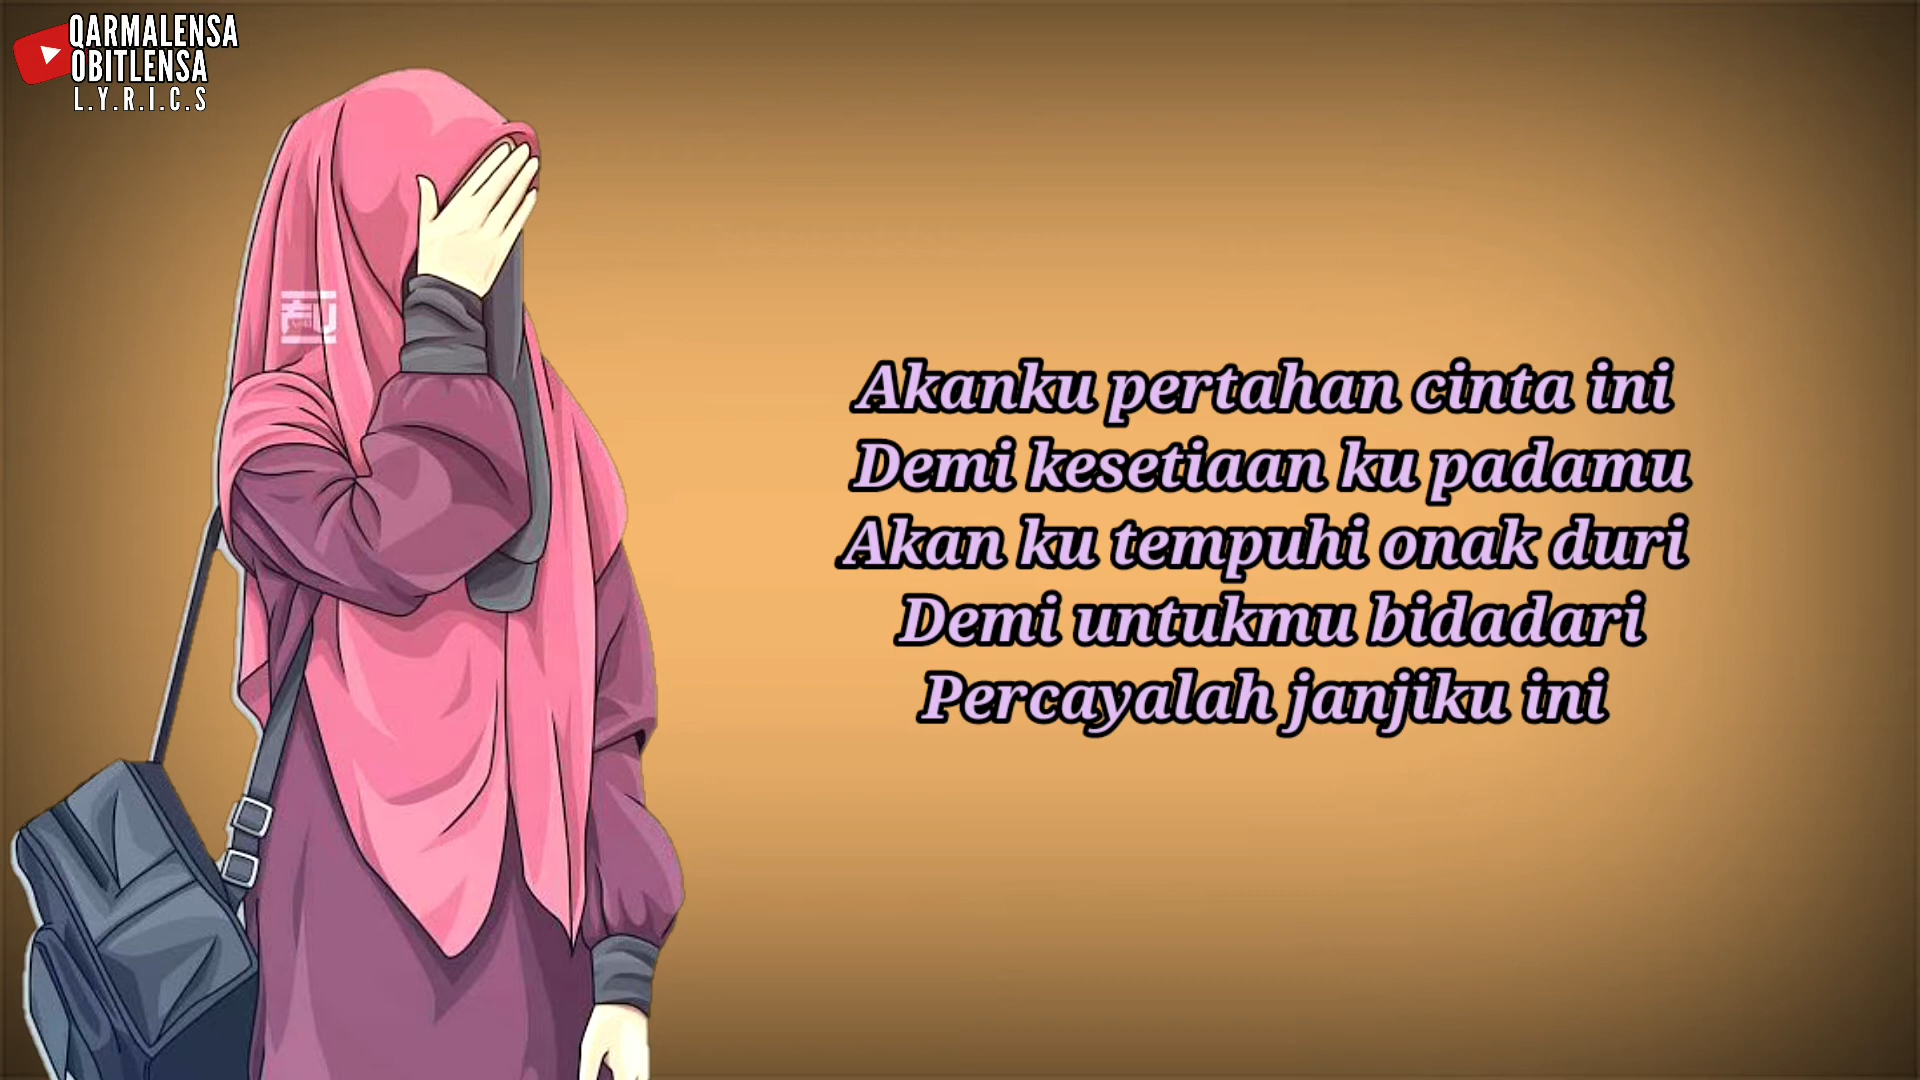 QARMALENSA
OBITLENSA
L.Y.R.I.C.S
Akanku pertahan cinta ini
Demi kesetiaan ku padamu
Akan ku tempuhi onak duri
Demi untukmu bidadari
Percayalah janjiku ini